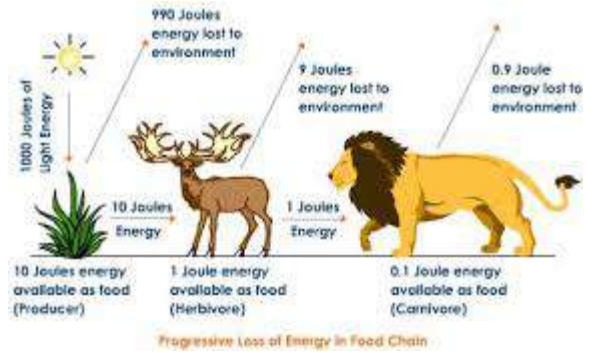 990 Joules
energy lost to
environment
9 Joules
energy lost to
environment
0.9 Joule
energy lost to
environment
1000 Joules of
Light Energy
10 Joules
Energy
1 Joules
Energy
10 Joules energy
available as food
(Producer)
1 Joule energy
available as food
(Herbivore)
0.1 Joule energy
available as food
(Carnivore)
Progressive Loss of Energy in Food Chain